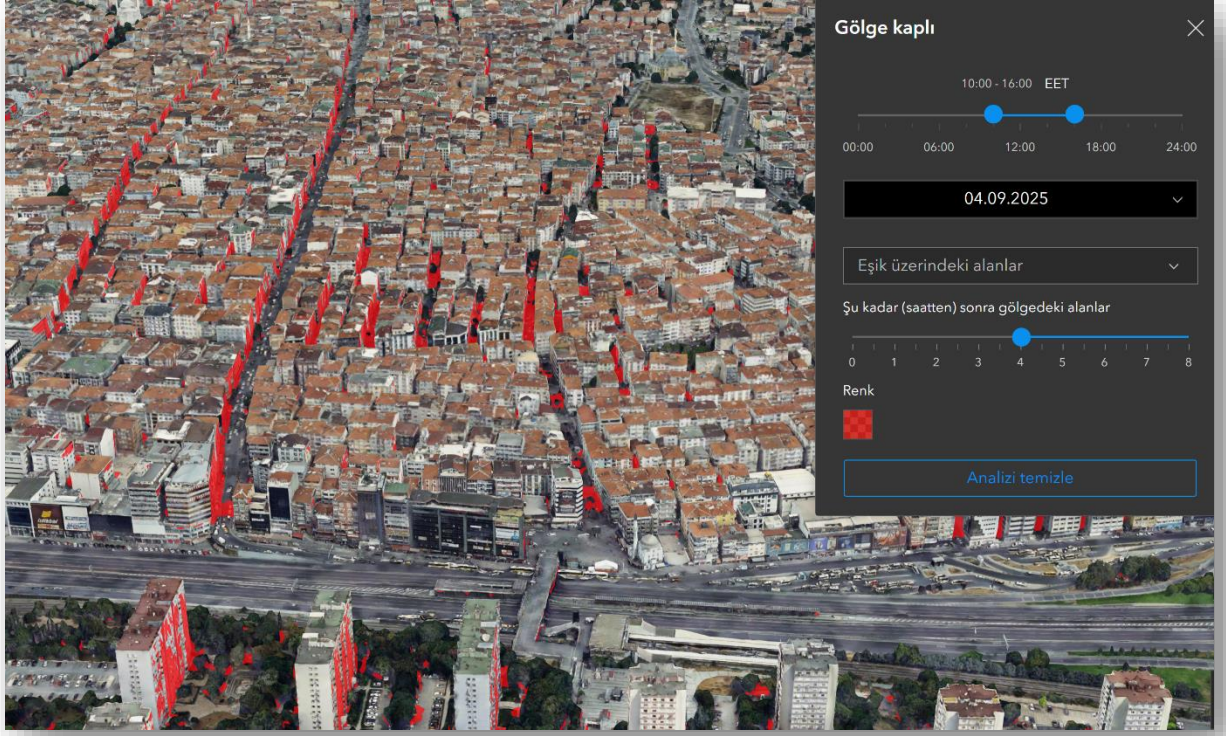 Gölge kaplı
10:00 - 16:00 EET
00:00 06:00 12:00 18:00 24:00
04.09.2025
Eşik üzerindeki alanlar
Şu kadar (saatten) sonra gölgedeki alanlar
0 1 2 3 4 5 6 7 8
Renk
Analizi temizle